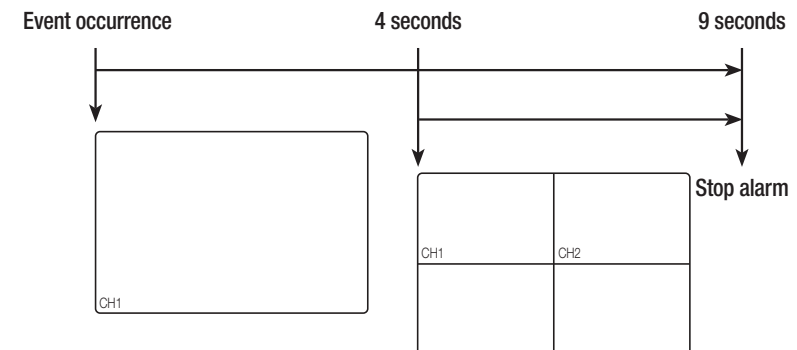 Event occurrence
4 seconds
9 seconds
Stop alarm
CH1
CH2
CH1